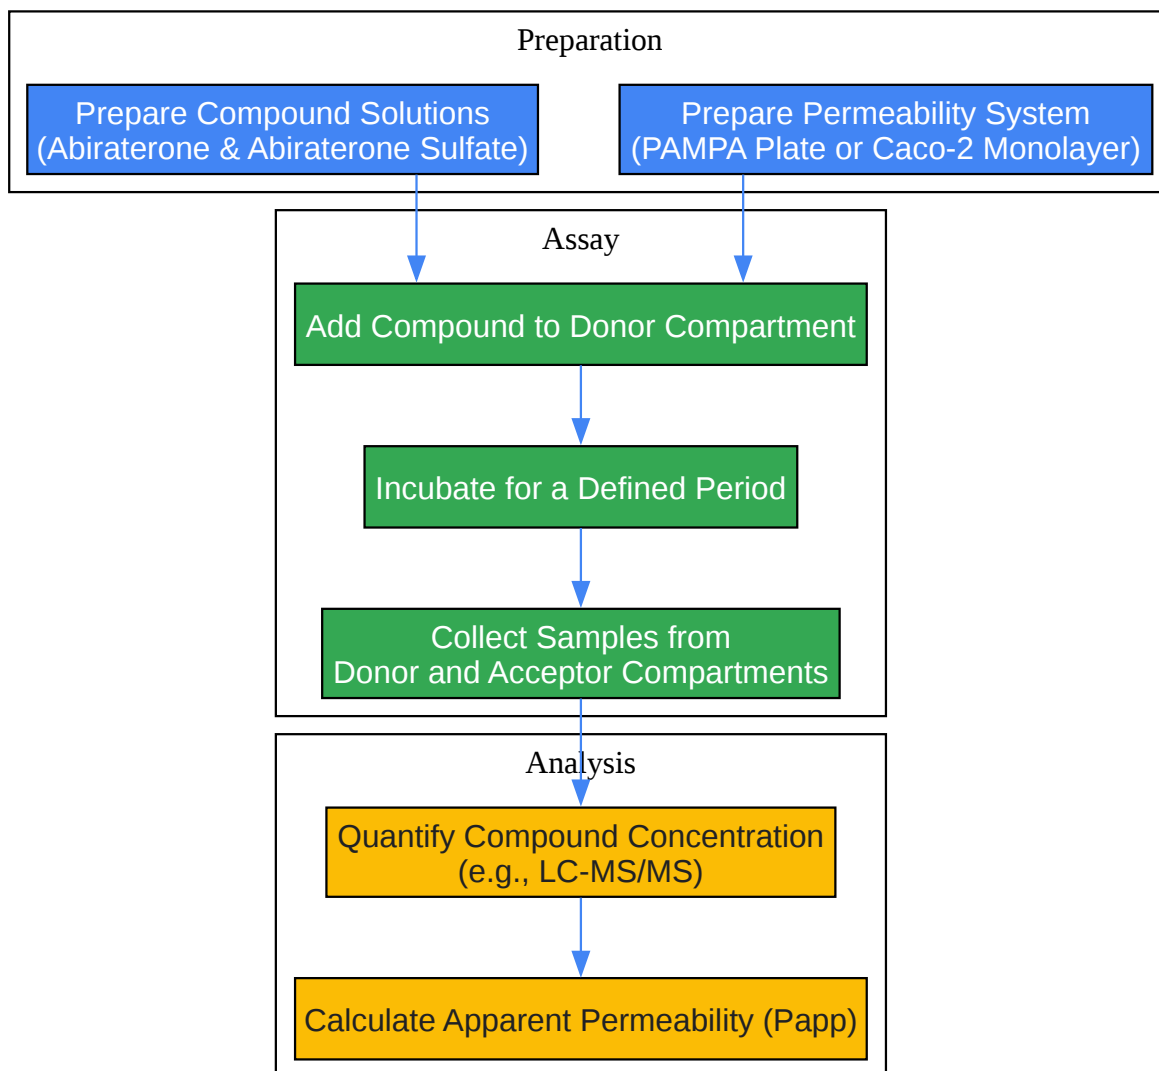 Preparation
Prepare Compound Solutions
(Abiraterone & Abiraterone Sulfate)
Prepare Permeability System
(PAMPA Plate or Caco-2 Monolayer)
Assay
Add Compound to Donor Compartment
Incubate for a Defined Period
Collect Samples from
Donor and Acceptor Compartments
Analysis
Quantify Compound Concentration
(e.g., LC-MS/MS)
Calculate Apparent Permeability (Papp)